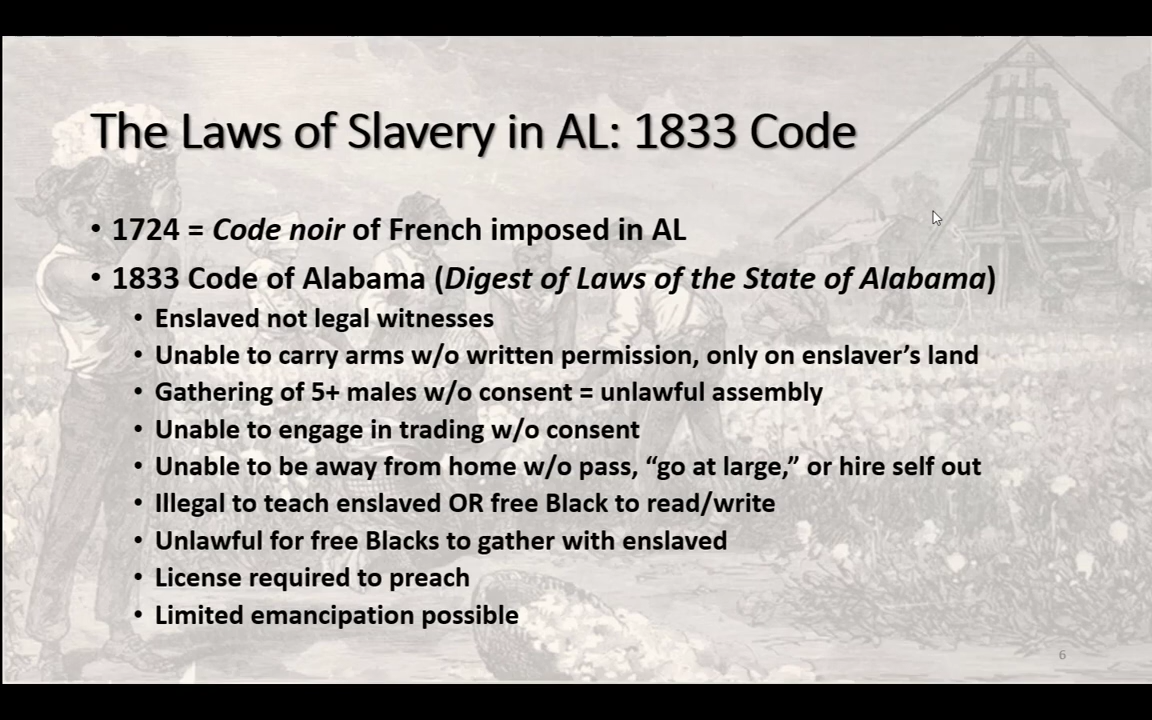 The Laws of Slavery in AL: 1833 Code
• 1724 = Code noir of French imposed in AL
• 1833 Code of Alabama (Digest of Laws of the State of Alabama)
• Enslaved not legal witnesses
• Unable to carry arms w/o written permission, only on enslaver’s land
• Gathering of 5+ males w/o consent = unlawful assembly
• Unable to engage in trading w/o consent
• Unable to be away from home w/o pass, “go at large,” or hire self out
• Illegal to teach enslaved OR free Black to read/write
• Unlawful for free Blacks to gather with enslaved
• License required to preach
• Limited emancipation possible
6